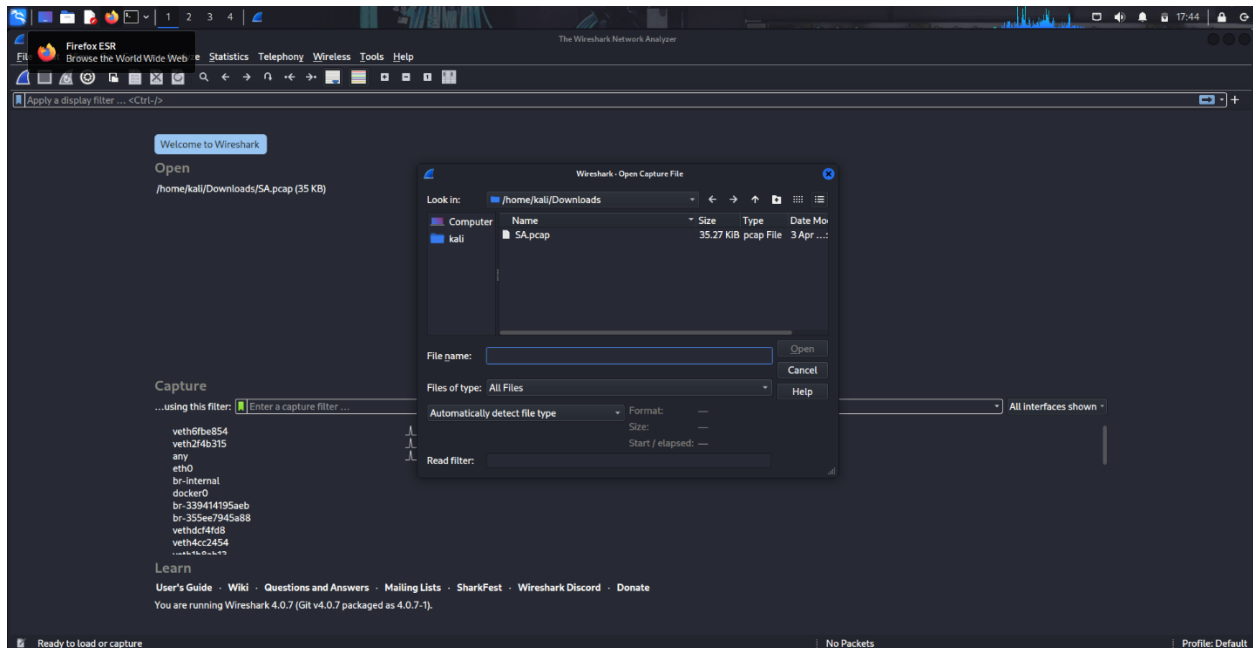 1 2 3 4
17:44
The Wireshark Network Analyzer
Firefox ESR
Browse the World Wide Web
File Statistics Telephony Wireless Tools Help
Apply a display filter ... <Ctrl-/>
Welcome to Wireshark
Open
/home/kali/Downloads/SA.pcap (35 KB)
Wireshark · Open Capture File
Look in: /home/kali/Downloads
Computer
kali
Name Size Type Date Mo
SA.pcap 35.27 KiB pcap File 3 Apr ...:
File name:
Open
Cancel
Files of type: All Files
Help
Automatically detect file type
Format: —
Size: —
Start / elapsed: —
Read filter:
Capture
...using this filter: Enter a capture filter ... All interfaces shown
veth6fbe854
veth2f4b315
any
eth0
br-internal
docker0
br-339414195aeb
br-355ee7945a88
vethdcf4fd8
veth4cc2454
Learn
User's Guide · Wiki · Questions and Answers · Mailing Lists · SharkFest · Wireshark Discord · Donate
You are running Wireshark 4.0.7 (Git v4.0.7 packaged as 4.0.7-1).
Ready to load or capture No Packets Profile: Default